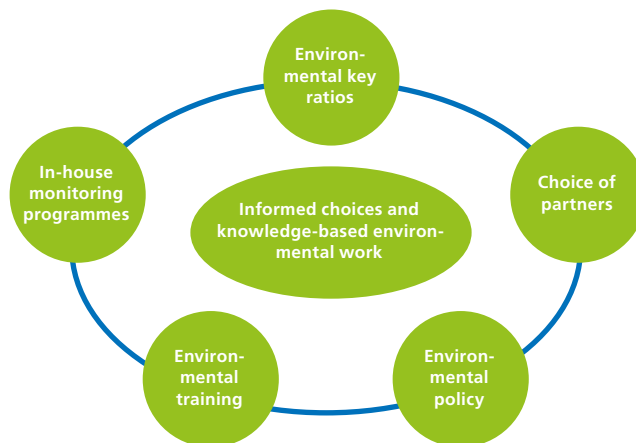 Environ-
mental key
ratios
In-house
monitoring
programmes
Choice of
partners
Informed choices and
knowledge-based environ-
mental work
Environ-
mental
training
Environ-
mental
policy